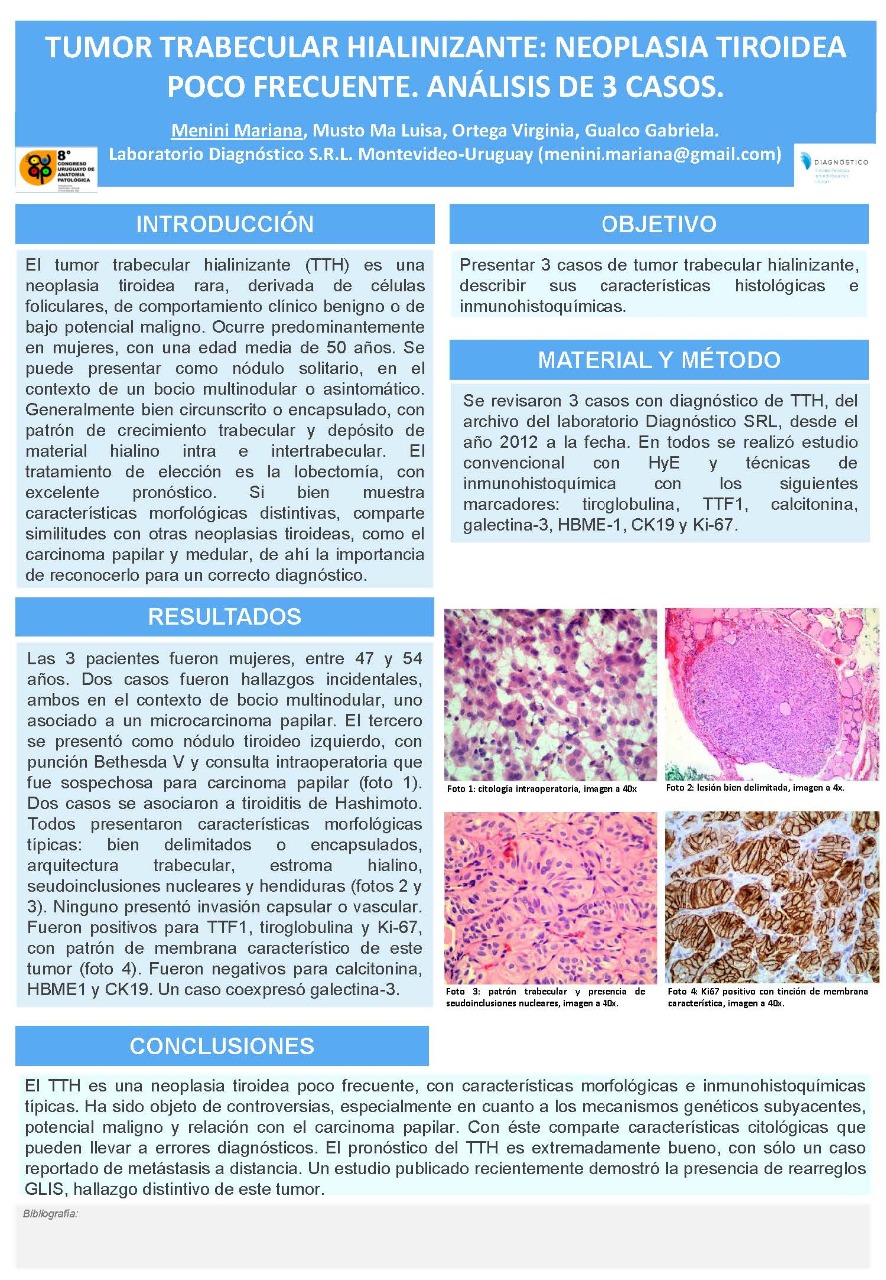 TUMOR TRABECULAR HIALINIZANTE: NEOPLASIA TIROIDEA
POCO FRECUENTE. ANÁLISIS DE 3 CASOS.
Menini Mariana, Musto Ma Luisa, Ortega Virginia, Gualco Gabriela.
Laboratorio Diagnóstico S.R.L. Montevideo-Uruguay (menini.mariana@gmail.com)
8°
CONGRESO
URUGUAYO DE
ANATOMIA
PATOLÓGICA
DIAGNÓSTICO
INTRODUCCIÓN
El tumor trabecular hialinizante (TTH) es una
neoplasia tiroidea rara, derivada de células
foliculares, de comportamiento clínico benigno o de
bajo potencial maligno. Ocurre predominantemente
en mujeres, con una edad media de 50 años. Se
puede presentar como nódulo solitario, en el
contexto de un bocio multinodular o asintomático.
Generalmente bien circunscrito o encapsulado, con
patrón de crecimiento trabecular y depósito de
material hialino intra e intertrabecular. El
tratamiento de elección es la lobectomía, con
excelente pronóstico. Si bien muestra
características morfológicas distintivas, comparte
similitudes con otras neoplasias tiroideas, como el
carcinoma papilar y medular, de ahí la importancia
de reconocerlo para un correcto diagnóstico.
OBJETIVO
Presentar 3 casos de tumor trabecular hialinizante,
describir sus características histológicas e
inmunohistoquímicas.
MATERIAL Y MÉTODO
Se revisaron 3 casos con diagnóstico de TTH, del
archivo del laboratorio Diagnóstico SRL, desde el
año 2012 a la fecha. En todos se realizó estudio
convencional con HyE y técnicas de
inmunohistoquímica con los siguientes
marcadores: tiroglobulina, TTF1, calcitonina,
galectina-3, HBME-1, CK19 y Ki-67.
RESULTADOS
Las 3 pacientes fueron mujeres, entre 47 y 54
años. Dos casos fueron hallazgos incidentales,
ambos en el contexto de bocio multinodular, uno
asociado a un microcarcinoma papilar. El tercero
se presentó como nódulo tiroideo izquierdo, con
punción Bethesda V y consulta intraoperatoria que
fue sospechosa para carcinoma papilar (foto 1).
Dos casos se asociaron a tiroiditis de Hashimoto.
Todos presentaron características morfológicas
típicas: bien delimitados o encapsulados,
arquitectura trabecular, estroma hialino,
seudoinclusiones nucleares y hendiduras (fotos 2 y
3). Ninguno presentó invasión capsular o vascular.
Fueron positivos para TTF1, tiroglobulina y Ki-67,
con patrón de membrana característico de este
tumor (foto 4). Fueron negativos para calcitonina,
HBME1 y CK19. Un caso coexpresó galectina-3.
Foto 1: citología intraoperatoria, imagen a 40x
Foto 2: lesión bien delimitada, imagen a 4x.
Foto 3: patrón trabecular y presencia de
seudoinclusiones nucleares, imagen a 40x.
Foto 4: Ki67 positivo con tinción de membrana
característica, imagen a 40x.
CONCLUSIONES
El TTH es una neoplasia tiroidea poco frecuente, con características morfológicas e inmunohistoquímicas
típicas. Ha sido objeto de controversias, especialmente en cuanto a los mecanismos genéticos subyacentes,
potencial maligno y relación con el carcinoma papilar. Con éste comparte características citológicas que
pueden llevar a errores diagnósticos. El pronóstico del TTH es extremadamente bueno, con sólo un caso
reportado de metástasis a distancia. Un estudio publicado recientemente demostró la presencia de rearreglos
GLIS, hallazgo distintivo de este tumor.
Bibliografía: